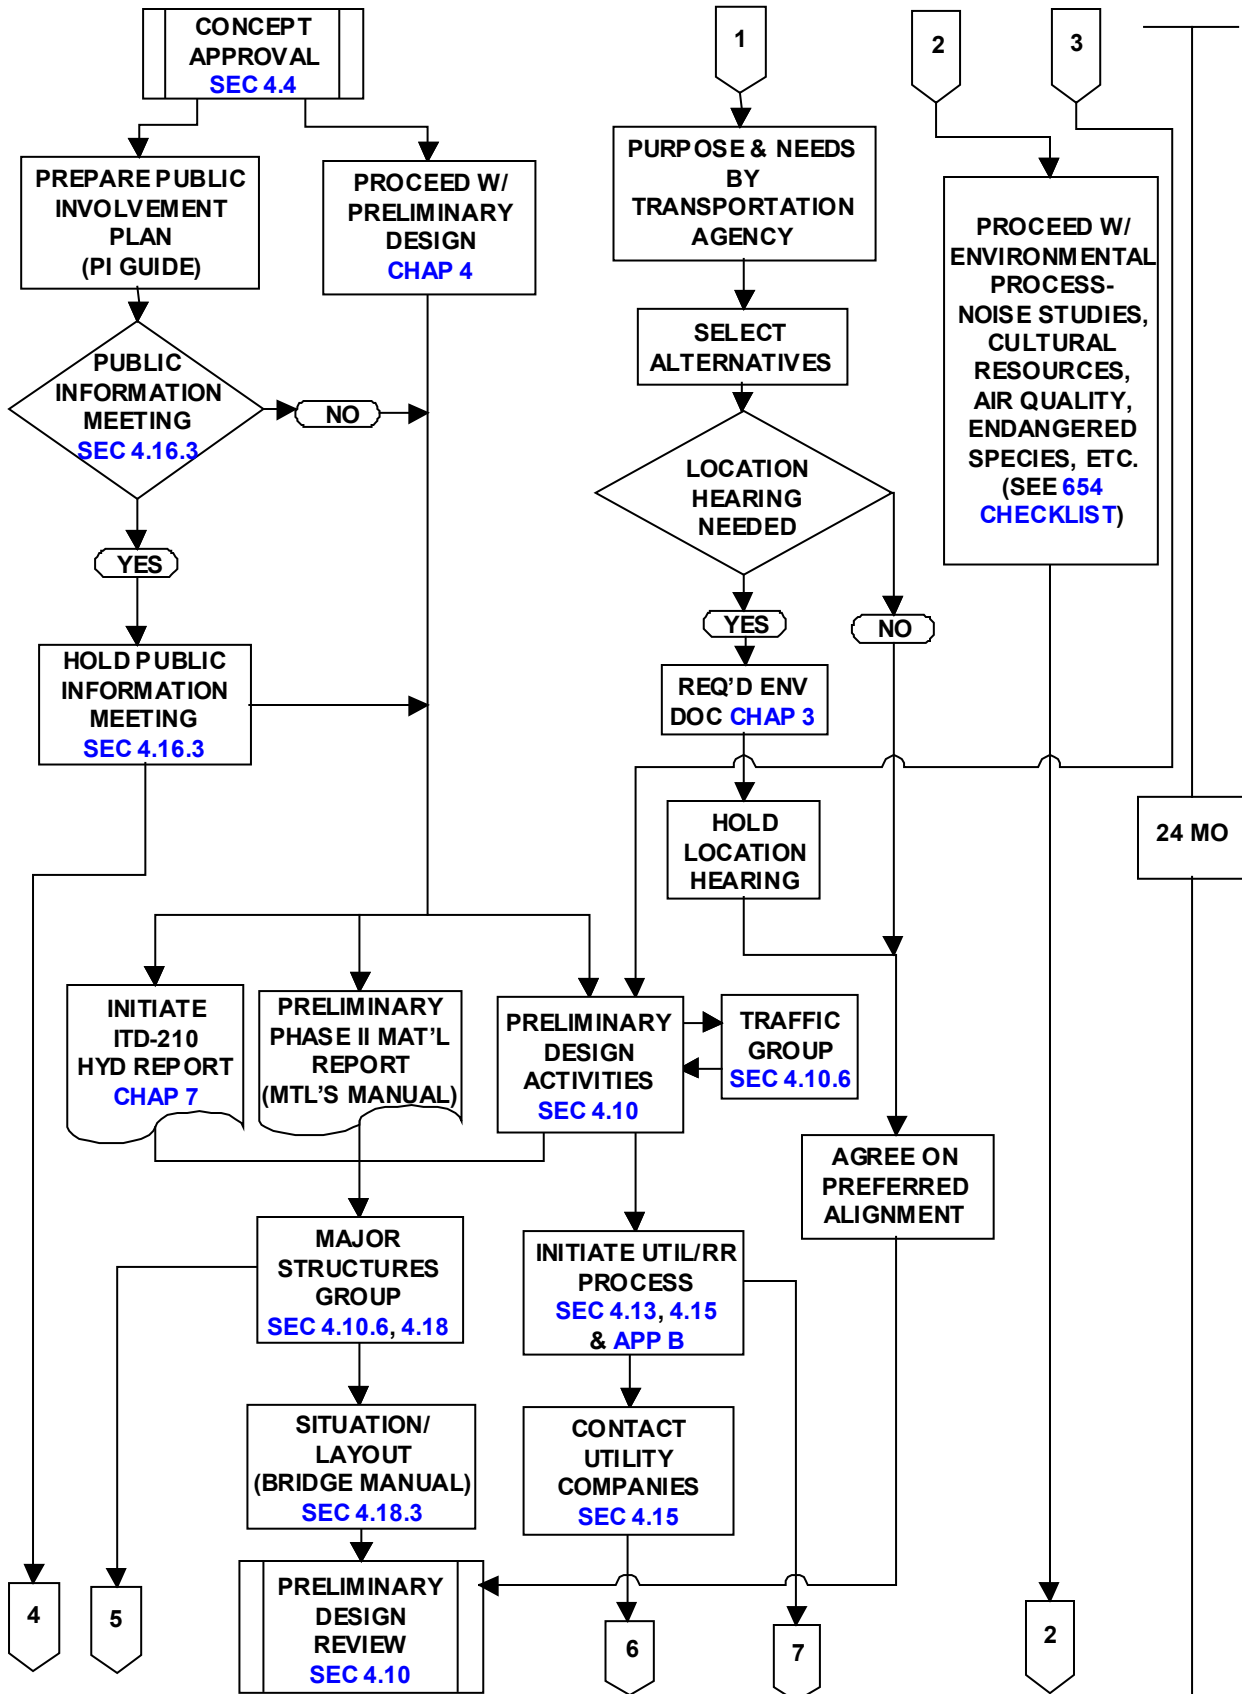 CONCEPT
APPROVAL
SEC 4.4
1
2
3
PREPARE PUBLIC
INVOLVEMENT
PLAN
(PI GUIDE)
PROCEED W/
PRELIMINARY
DESIGN
CHAP 4
PURPOSE & NEEDS
BY
TRANSPORTATION
AGENCY
PROCEED W/
ENVIRONMENTAL
PROCESS-
NOISE STUDIES,
CULTURAL
RESOURCES,
AIR QUALITY,
ENDANGERED
SPECIES, ETC.
(SEE 654
CHECKLIST)
SELECT
ALTERNATIVES
PUBLIC
INFORMATION
MEETING
SEC 4.16.3
NO
LOCATION
HEARING
NEEDED
YES
YES
NO
HOLD PUBLIC
INFORMATION
MEETING
SEC 4.16.3
REQ'D ENV
DOC CHAP 3
HOLD
LOCATION
HEARING
24 MO
INITIATE
ITD-210
HYD REPORT
CHAP 7
PRELIMINARY
PHASE II MAT'L
REPORT
(MTL'S MANUAL)
PRELIMINARY
DESIGN
ACTIVITIES
SEC 4.10
TRAFFIC
GROUP
SEC 4.10.6
AGREE ON
PREFERRED
ALIGNMENT
MAJOR
STRUCTURES
GROUP
SEC 4.10.6, 4.18
INITIATE UTIL/RR
PROCESS
SEC 4.13, 4.15
& APP B
SITUATION/
LAYOUT
(BRIDGE MANUAL)
SEC 4.18.3
CONTACT
UTILITY
COMPANIES
SEC 4.15
PRELIMINARY
DESIGN
REVIEW
SEC 4.10
4
5
6
7
2